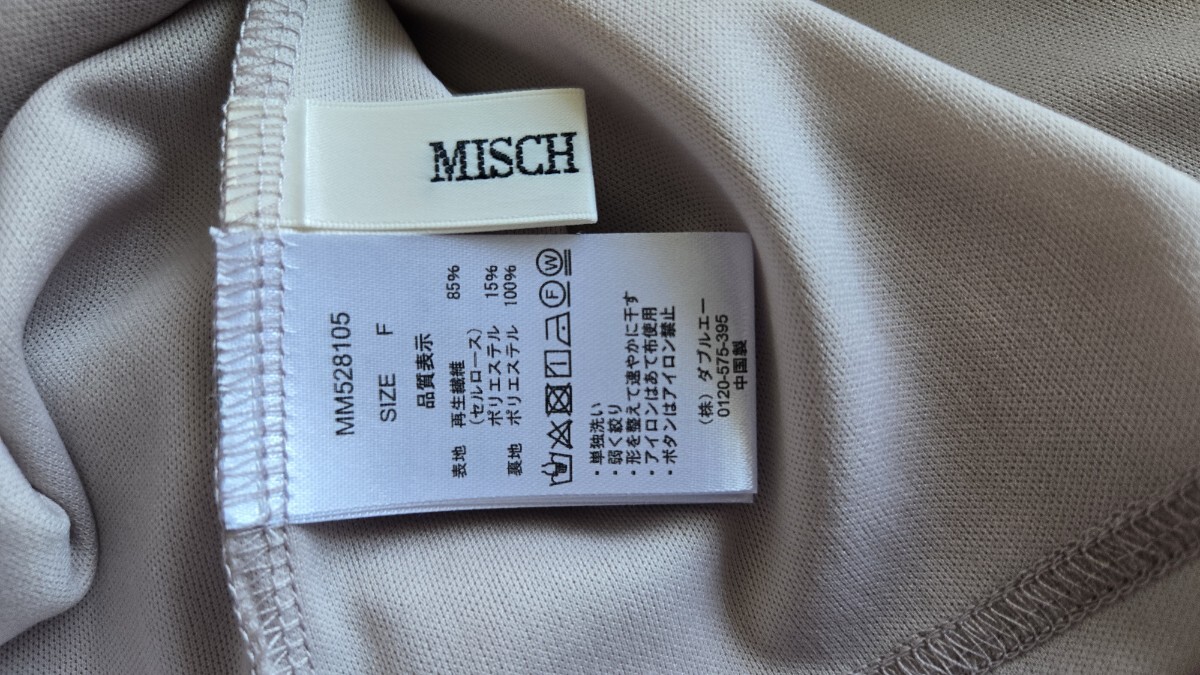 MISCH
MM528105
SIZE F
品質表示
表地 再生繊維 85%
(セルロース)
ポリエステル 15%
裏地 ポリエステル 100%
F W
・単独洗い
・弱く絞り
・形を整えて速やかに干す
・アイロンはあて布使用
・ボタンはアイロン禁止
(株)ダブルエー
0120-575-395
中国製